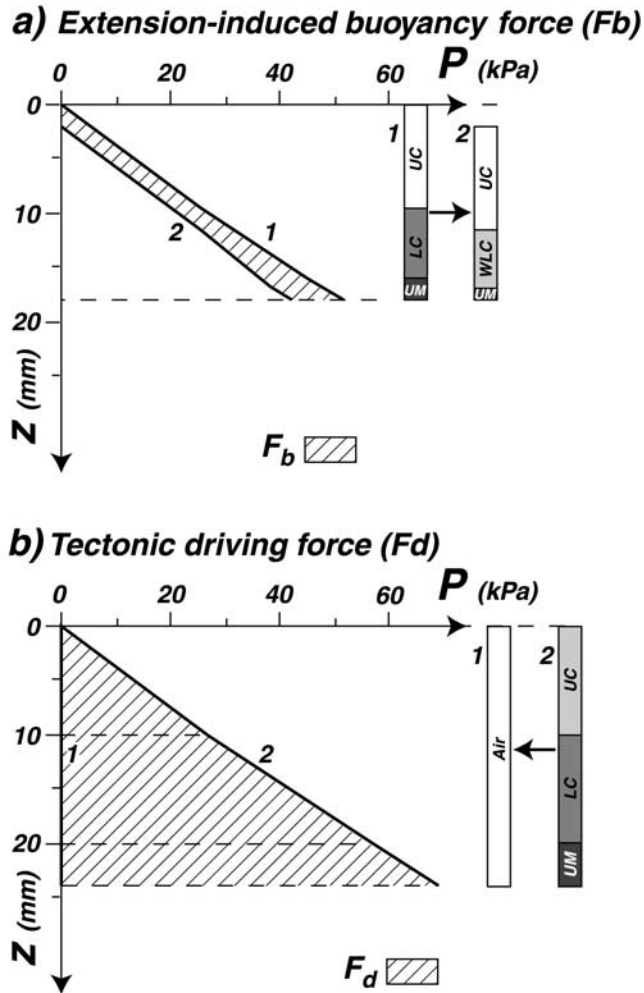 a) Extension-induced buoyancy force (Fb)
0 20 40 60 P (kPa)
0
10
20
Z (mm)
1
2
1
UC
LC
UM
2
UC
WLC
UM
Fb
b) Tectonic driving force (Fd)
0 20 40 60 P (kPa)
0
10
20
Z (mm)
1
2
1
Air
2
UC
LC
UM
Fd